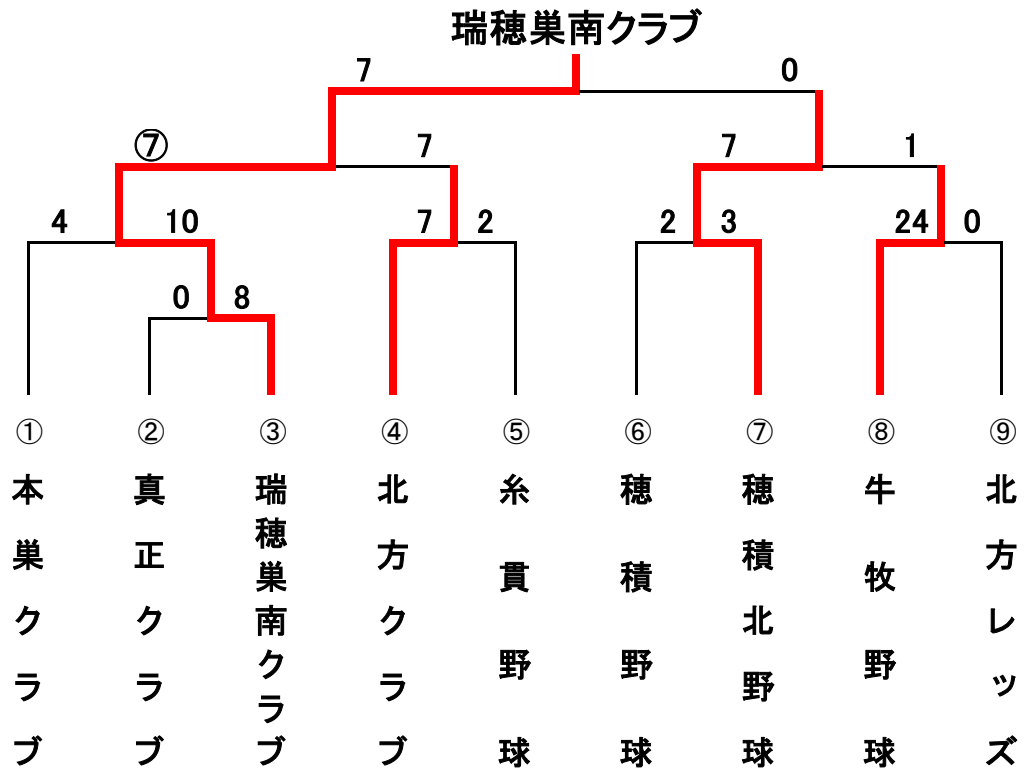 瑞穂巣南クラブ
7 0
⑦ 7 7 1
4 10 7 2 2 3 24 0
0 8
① ② ③ ④ ⑤ ⑥ ⑦ ⑧ ⑨
本巣クラブ
真正クラブ
瑞穂巣南クラブ
北方クラブ
糸貫野球
穂積野球
穂積北野球
牛牧野球
北方レッズ